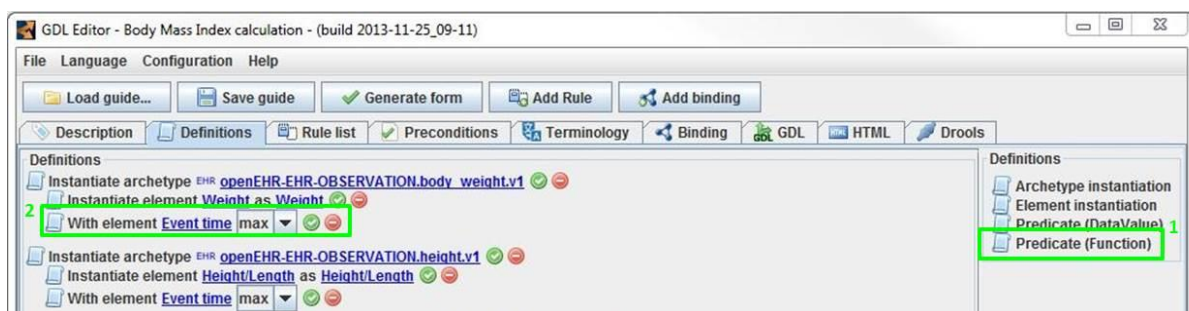 GDL Editor - Body Mass Index calculation - (build 2013-11-25_09-11)
File Language Configuration Help
Load guide... Save guide Generate form Add Rule Add binding
Description Definitions Rule list Preconditions Terminology Binding GDL HTML Drools
Definitions
Instantiate archetype EHR openEHR-EHR-OBSERVATION.body_weight.v1
Instantiate element Weight as Weight
2 With element Event time max
Instantiate archetype EHR openEHR-EHR-OBSERVATION.height.v1
Instantiate element Height/Length as Height/Length
With element Event time max
Definitions
Archetype instantiation
Element instantiation
Predicate (DataValue) 1
Predicate (Function)